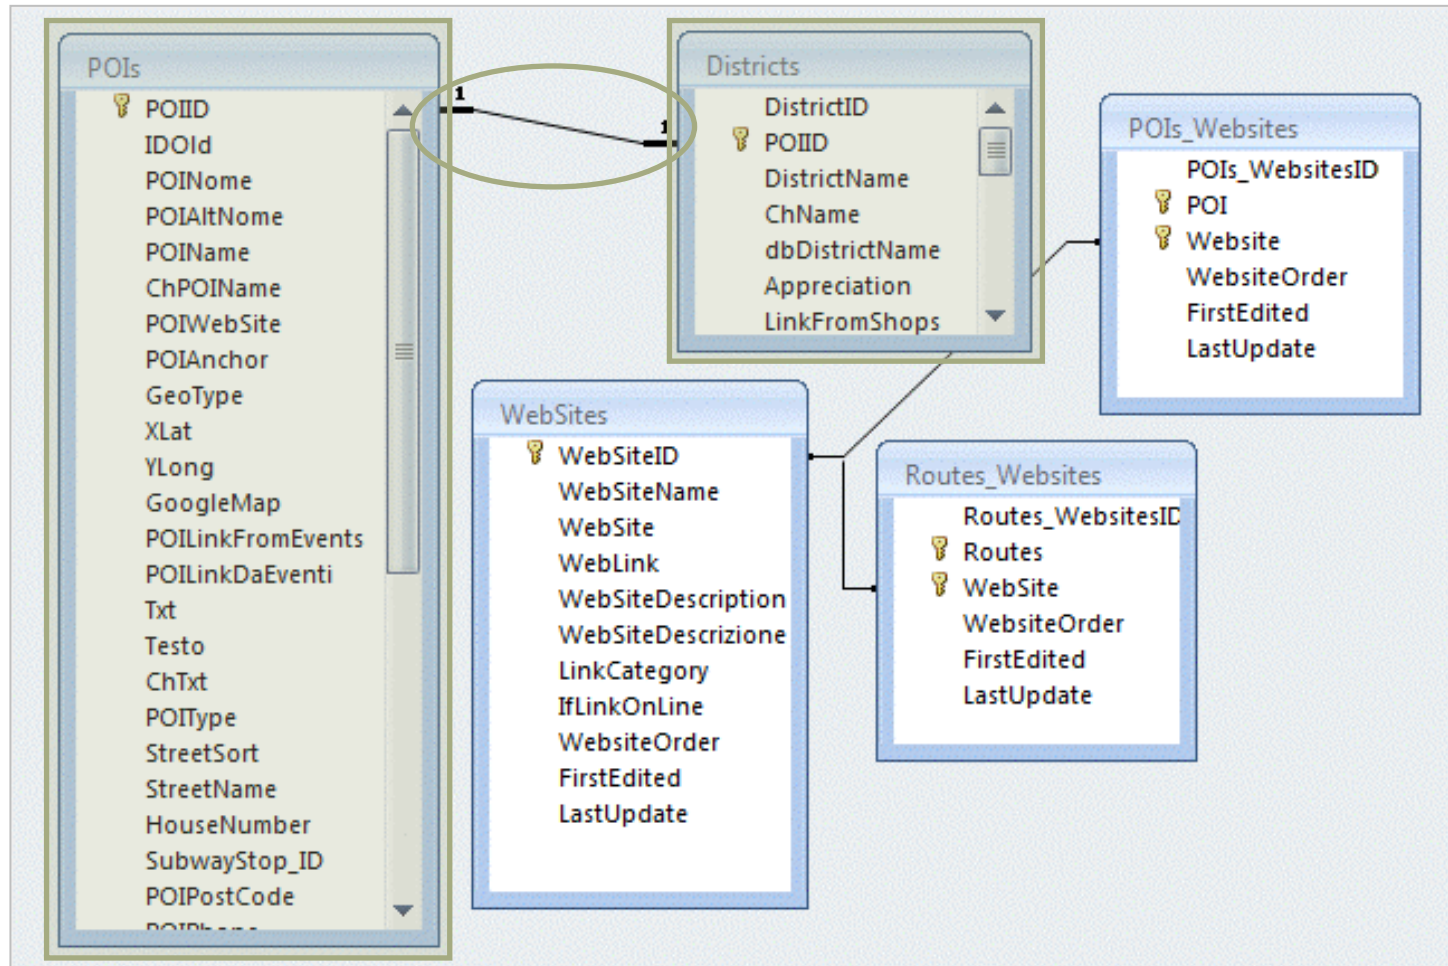 POIs
POIID
IDOld
POINome
POIAltNome
POIName
ChPOIName
POIWebSite
POIAnchor
GeoType
XLat
YLong
GoogleMap
POILinkFromEvents
POILinkDaEventi
Txt
Testo
ChTxt
POIType
StreetSort
StreetName
HouseNumber
SubwayStop_ID
POIPostCode
1
1
Districts
DistrictID
POIID
DistrictName
ChName
dbDistrictName
Appreciation
LinkFromShops
POIs_Websites
POIs_WebsitesID
POI
Website
WebsiteOrder
FirstEdited
LastUpdate
WebSites
WebSiteID
WebSiteName
WebSite
WebLink
WebSiteDescription
WebSiteDescrizione
LinkCategory
IfLinkOnLine
WebsiteOrder
FirstEdited
LastUpdate
Routes_Websites
Routes_WebsitesID
Routes
WebSite
WebsiteOrder
FirstEdited
LastUpdate